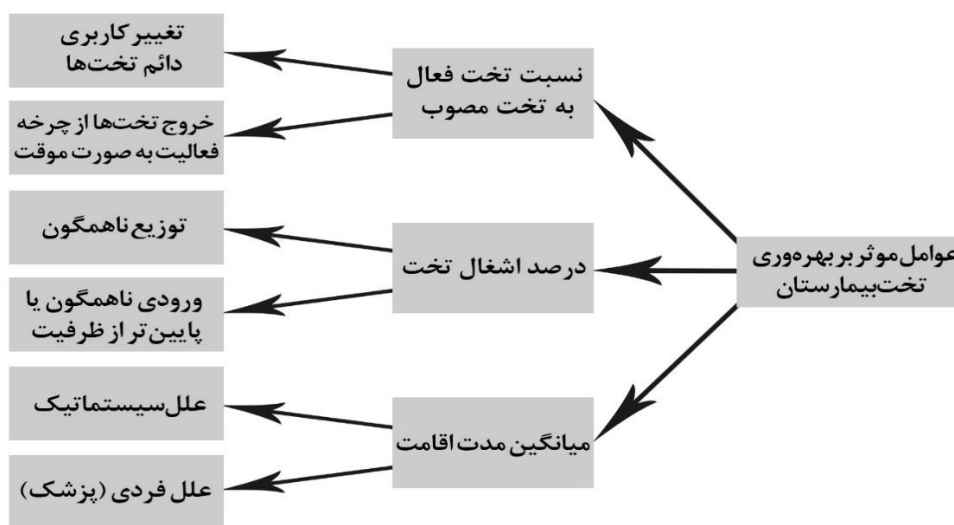 عوامل موثر بر بهره‌وری
تخت بیمارستان
نسبت تخت فعال
به تخت مصوب
تغییر کاربری
دائم تخت‌ها
خروج تخت‌ها از چرخه
فعالیت به صورت موقت
درصد اشغال تخت
توزیع ناهمگون
ورودی ناهمگون یا
پایین‌تر از ظرفیت
میانگین مدت اقامت
علل سیستماتیک
علل فردی (پزشک)